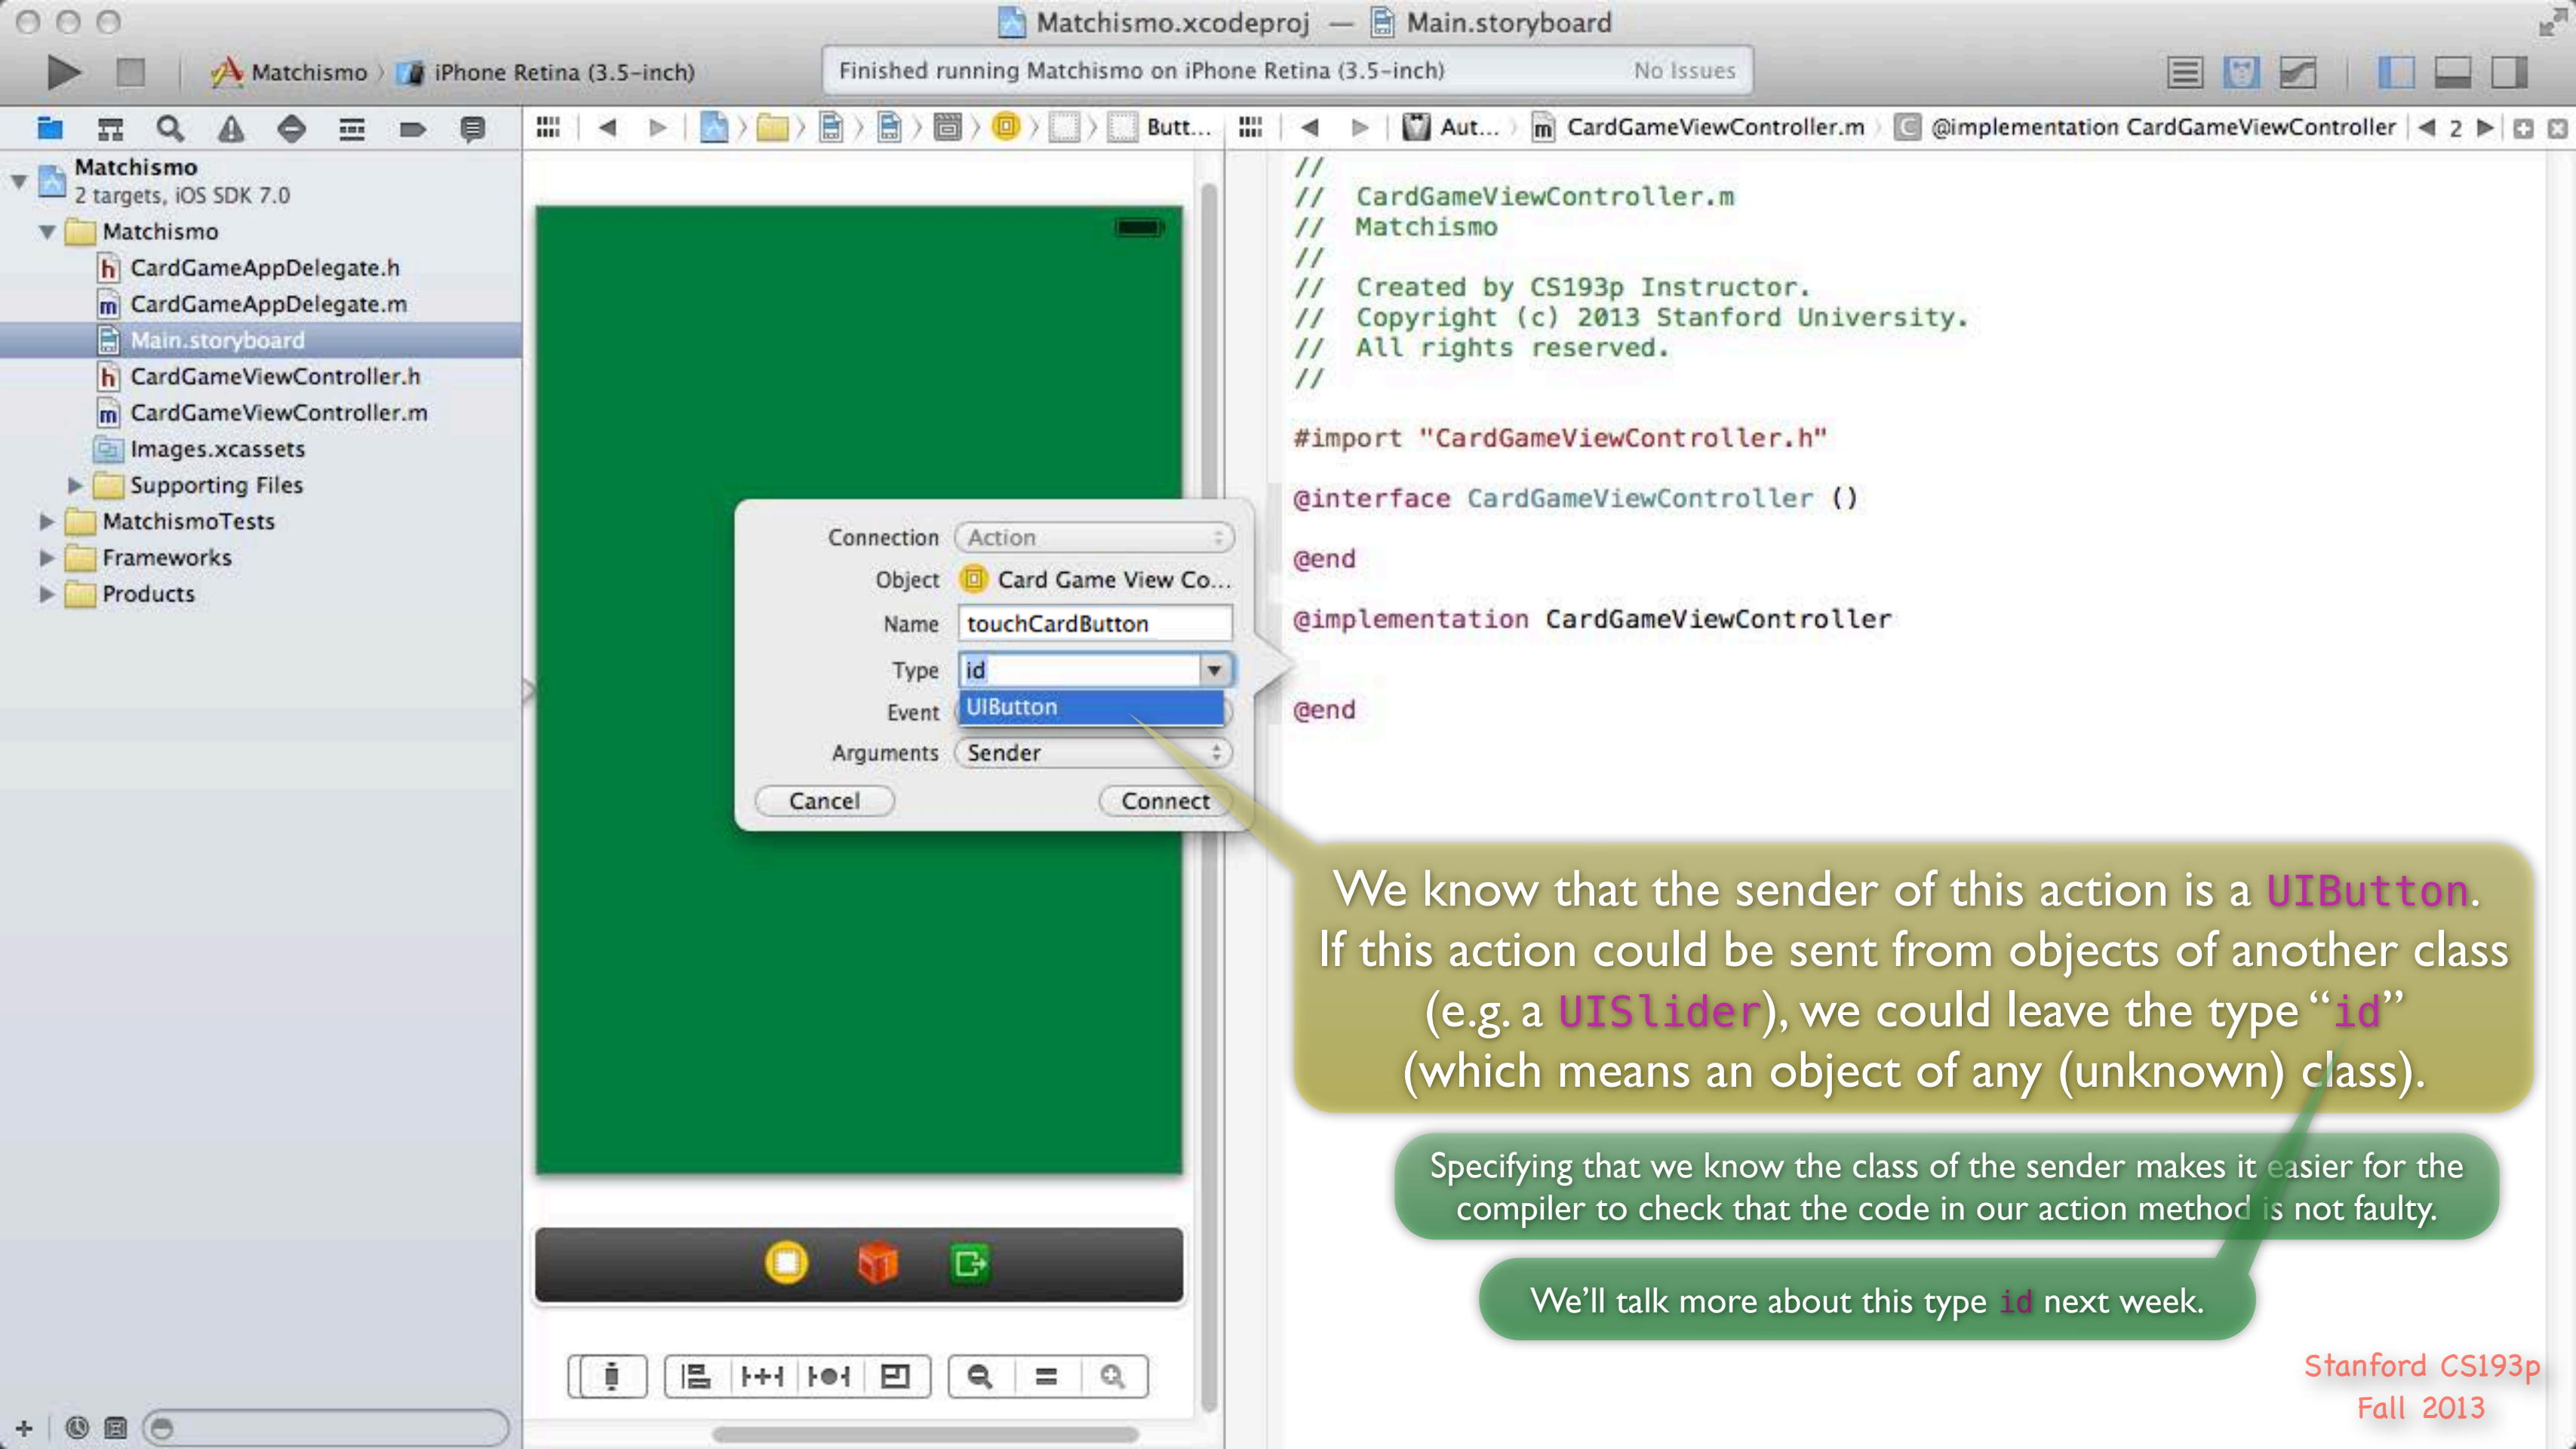 Matchismo.xcodeproj — Main.storyboard
Matchismo
iPhone Retina (3.5-inch)
Finished running Matchismo on iPhone Retina (3.5-inch)
No Issues
Butt...
Aut...
m
CardGameViewController.m
C
@implementation CardGameViewController
2
Matchismo
2 targets, iOS SDK 7.0
Matchismo
h CardGameAppDelegate.h
m CardGameAppDelegate.m
Main.storyboard
h CardGameViewController.h
m CardGameViewController.m
Images.xcassets
Supporting Files
MatchismoTests
Frameworks
Products
Connection Action
Object Card Game View Co...
Name touchCardButton
Type id
UIButton
Event
Arguments Sender
Cancel Connect
//
// CardGameViewController.m
// Matchismo
//
// Created by CS193p Instructor.
// Copyright (c) 2013 Stanford University.
// All rights reserved.
//
#import "CardGameViewController.h"
@interface CardGameViewController ()
@end
@implementation CardGameViewController
@end
We know that the sender of this action is a UIButton.
If this action could be sent from objects of another class
(e.g. a UISlider), we could leave the type “id”
(which means an object of any (unknown) class).
Specifying that we know the class of the sender makes it easier for the
compiler to check that the code in our action method is not faulty.
We’ll talk more about this type id next week.
Stanford CS193p
Fall 2013